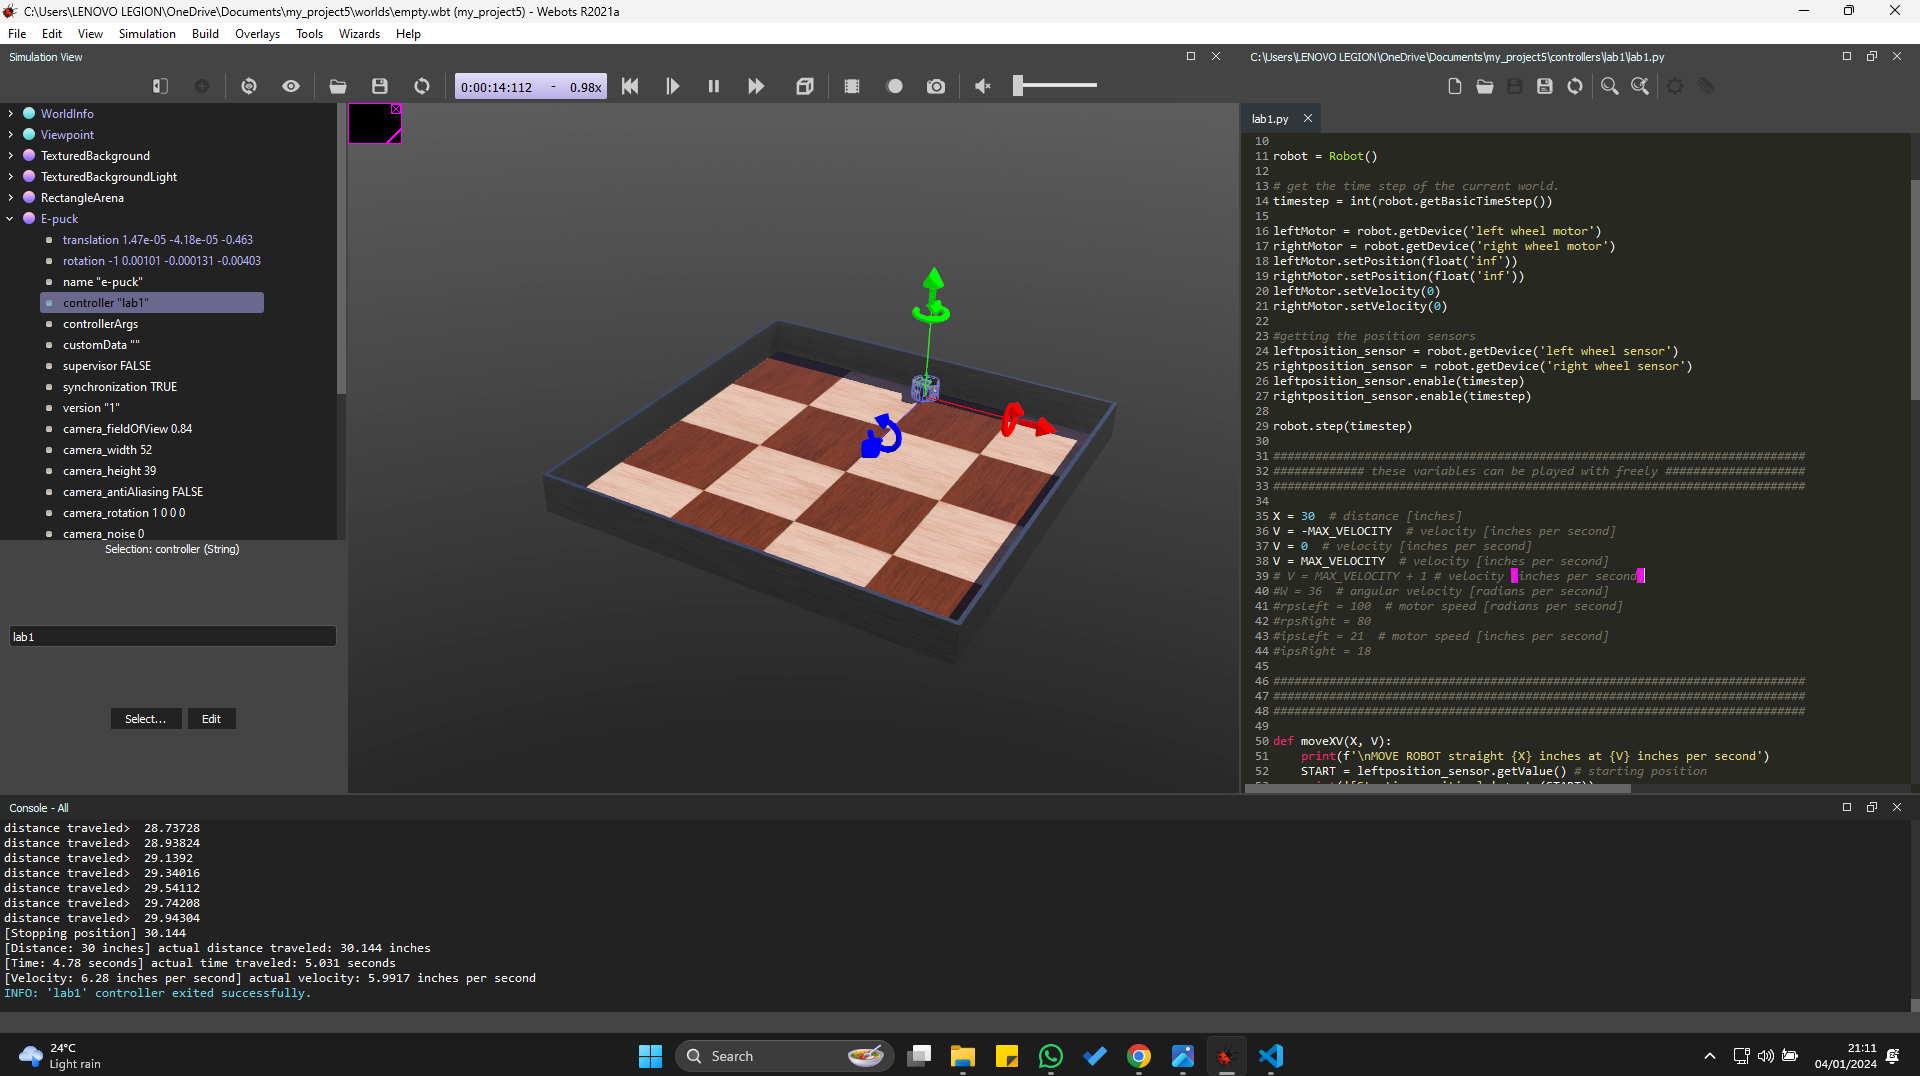 C:\Users\LENOVO LEGION\OneDrive\Documents\my_project5\worlds\empty.wbt (my_project5) - Webots R2021a
File Edit View Simulation Build Overlays Tools Wizards Help
Simulation View
0:00:14:112 - 0.98x
WorldInfo
Viewpoint
TexturedBackground
TexturedBackgroundLight
RectangleArena
E-puck
translation 1.47e-05 -4.18e-05 -0.463
rotation -1 0.00101 -0.000131 -0.00403
name "e-puck"
controller "lab1"
controllerArgs
customData ""
supervisor FALSE
synchronization TRUE
version "1"
camera_fieldOfView 0.84
camera_width 52
camera_height 39
camera_antiAliasing FALSE
camera_rotation 1 0 0 0
camera_noise 0
Selection: controller (String)
lab1
Select... Edit
C:\Users\LENOVO LEGION\OneDrive\Documents\my_project5\controllers\lab1\lab1.py
lab1.py
10
11 robot = Robot()
12
13 # get the time step of the current world.
14 timestep = int(robot.getBasicTimeStep())
15
16 leftMotor = robot.getDevice('left wheel motor')
17 rightMotor = robot.getDevice('right wheel motor')
18 leftMotor.setPosition(float('inf'))
19 rightMotor.setPosition(float('inf'))
20 leftMotor.setVelocity(0)
21 rightMotor.setVelocity(0)
22
23 #getting the position sensors
24 leftposition_sensor = robot.getDevice('left wheel sensor')
25 rightposition_sensor = robot.getDevice('right wheel sensor')
26 leftposition_sensor.enable(timestep)
27 rightposition_sensor.enable(timestep)
28
29 robot.step(timestep)
30
31 ############################################################################
32 ############# these variables can be played with freely ####################
33 ############################################################################
34
35 X = 30 # distance [inches]
36 V = -MAX_VELOCITY # velocity [inches per second]
37 V = 0 # velocity [inches per second]
38 V = MAX_VELOCITY # velocity [inches per second]
39 # V = MAX_VELOCITY + 1 # velocity [inches per second]
40 #W = 36 # angular velocity [radians per second]
41 #rpsLeft = 100 # motor speed [radians per second]
42 #rpsRight = 80
43 #ipsLeft = 21 # motor speed [inches per second]
44 #ipsRight = 18
45
46 ############################################################################
47 ############################################################################
48 ############################################################################
49
50 def moveXV(X, V):
51 print(f'\nMOVE ROBOT straight {X} inches at {V} inches per second')
52 START = leftposition_sensor.getValue() # starting position
Console - All
distance traveled> 28.73728
distance traveled> 28.93824
distance traveled> 29.1392
distance traveled> 29.34016
distance traveled> 29.54112
distance traveled> 29.74208
distance traveled> 29.94304
[Stopping position] 30.144
[Distance: 30 inches] actual distance traveled: 30.144 inches
[Time: 4.78 seconds] actual time traveled: 5.031 seconds
[Velocity: 6.28 inches per second] actual velocity: 5.9917 inches per second
INFO: 'lab1' controller exited successfully.
24°C
Light rain
Search
21:11
04/01/2024